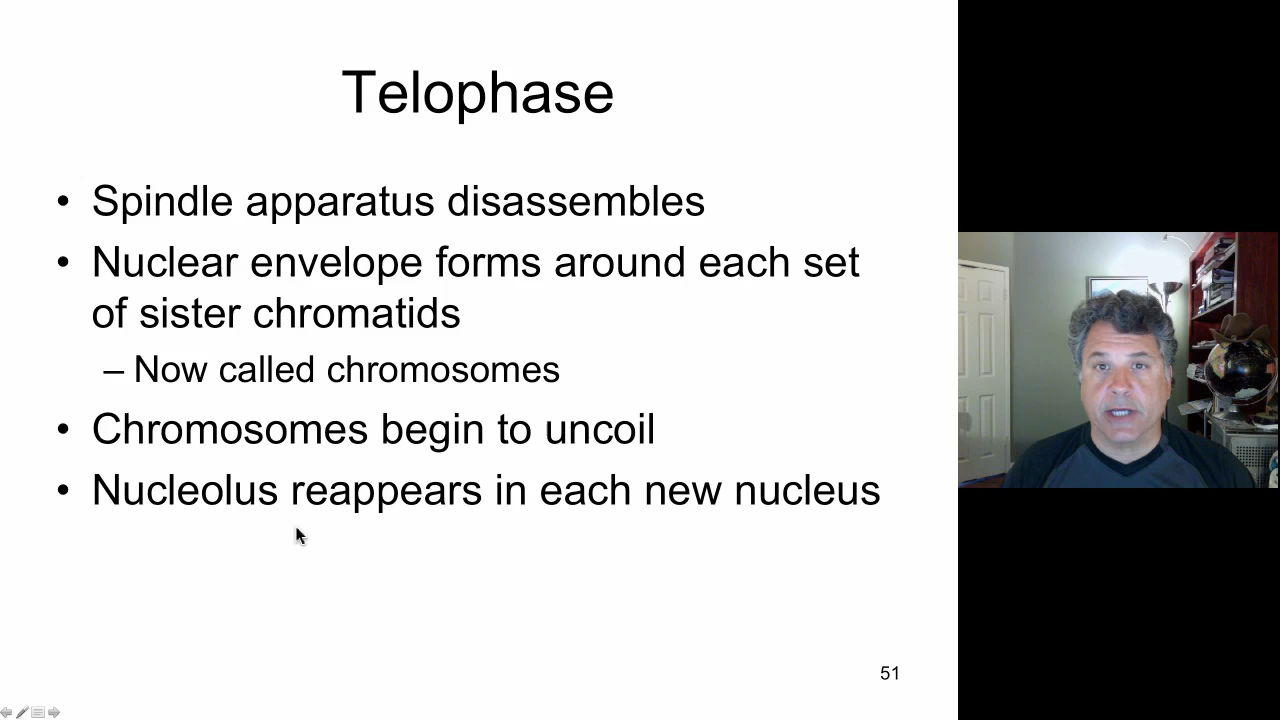 Telophase
• Spindle apparatus disassembles
• Nuclear envelope forms around each set
of sister chromatids
– Now called chromosomes
• Chromosomes begin to uncoil
• Nucleolus reappears in each new nucleus
51